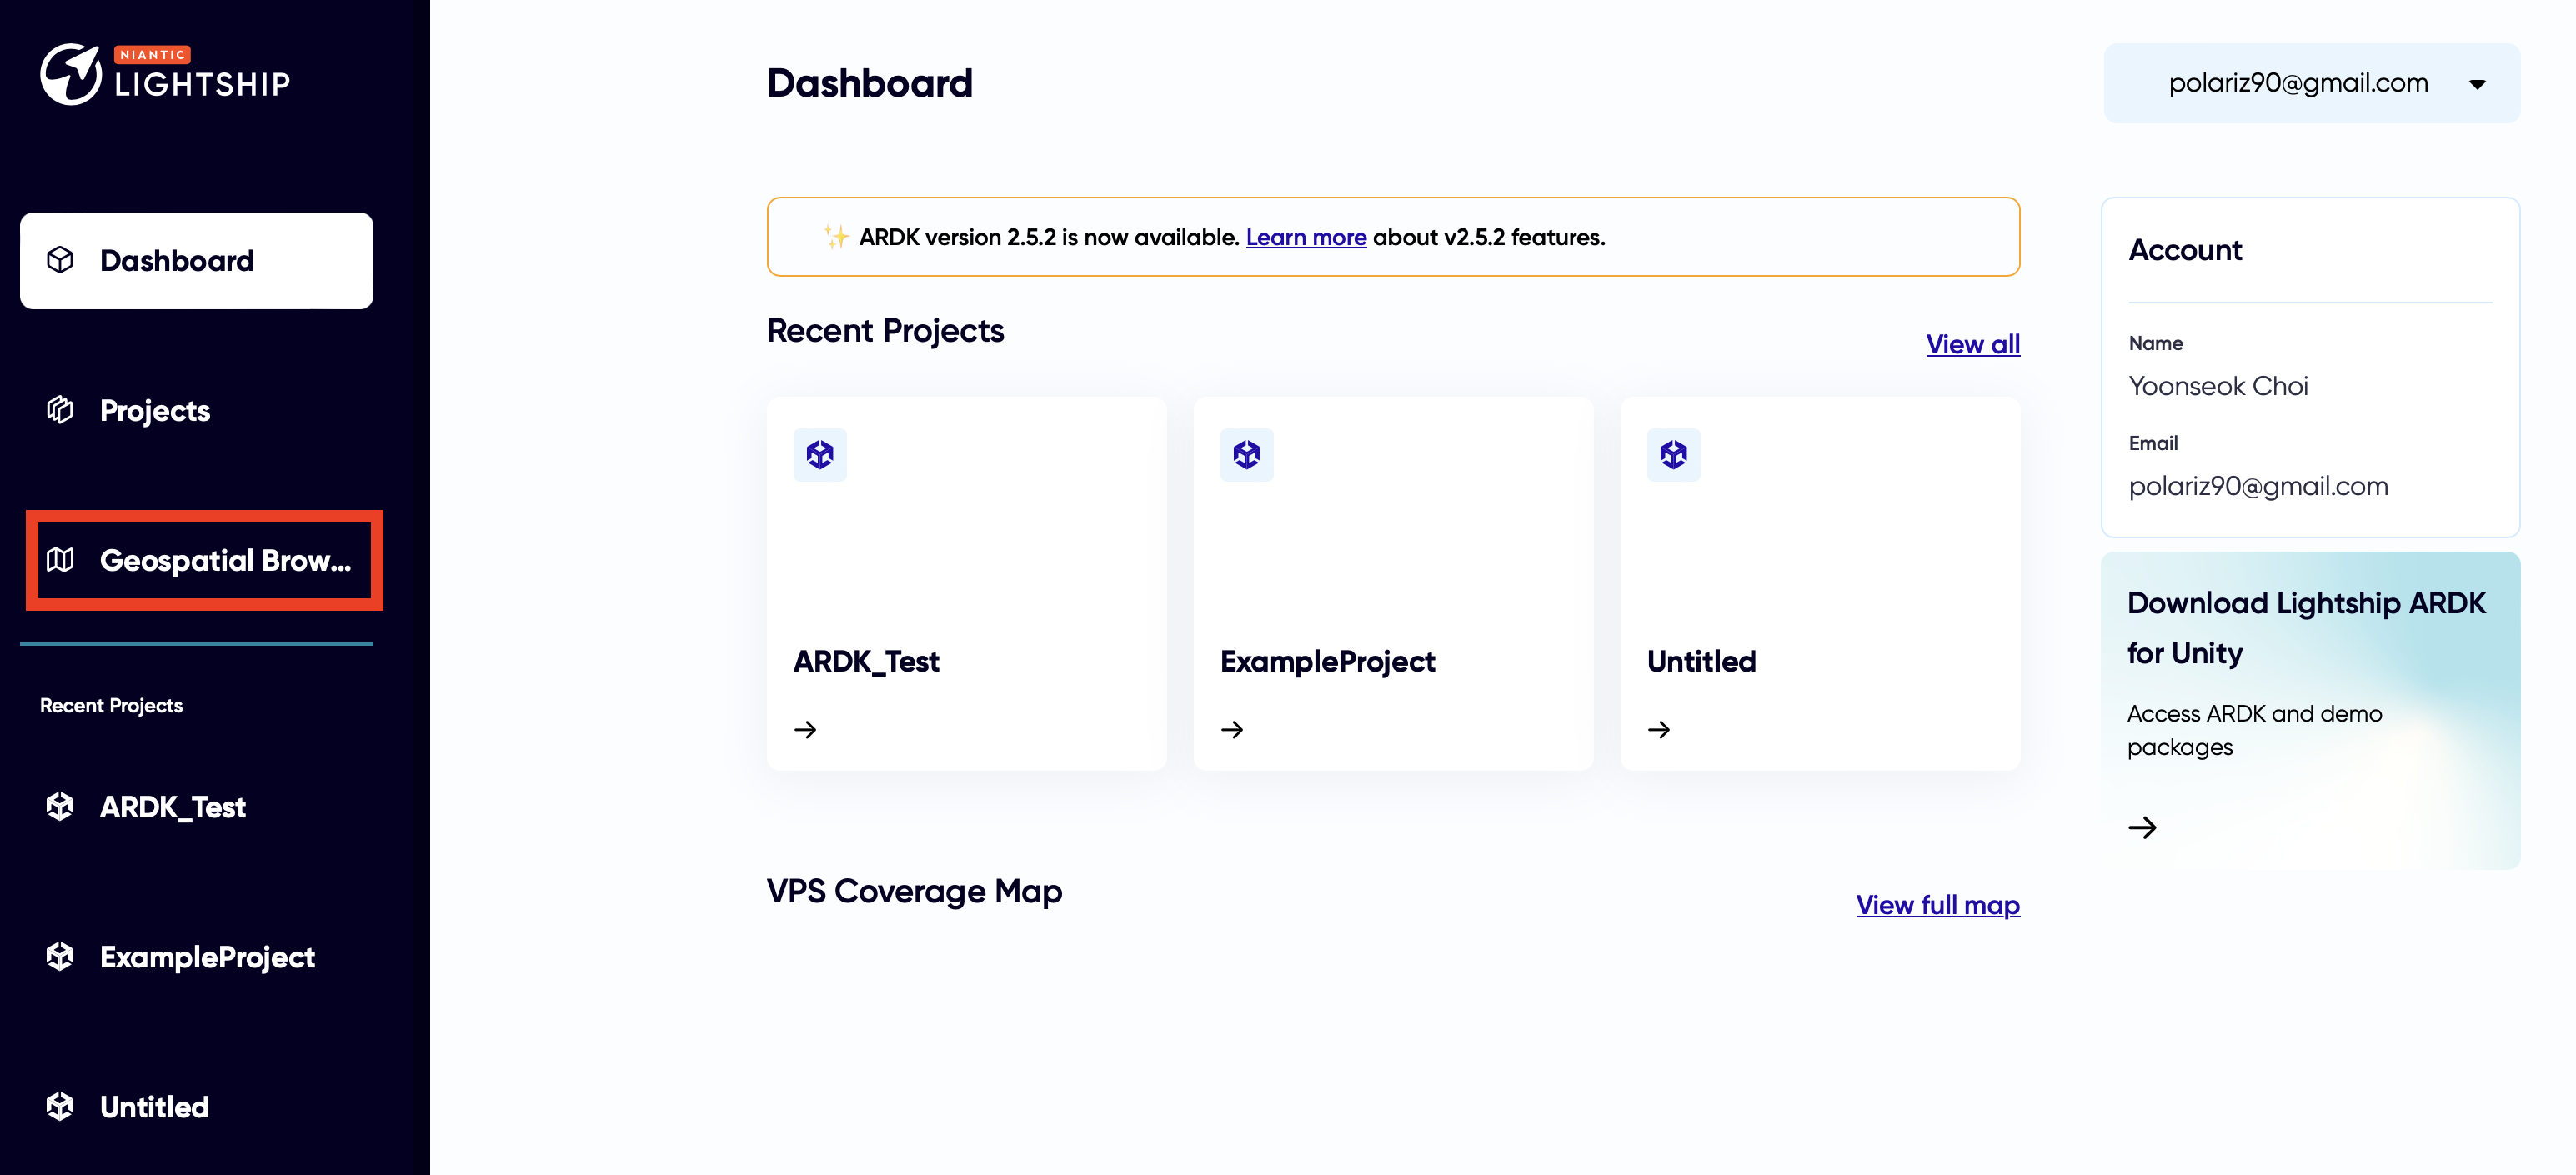 NIANTIC
LIGHTSHIP
Dashboard
Projects
Geospatial Brow...
Recent Projects
ARDK_Test
ExampleProject
Untitled
Dashboard
polariz90@gmail.com
✨ ARDK version 2.5.2 is now available. Learn more about v2.5.2 features.
Recent Projects
View all
ARDK_Test
ExampleProject
Untitled
VPS Coverage Map
View full map
Account
Name
Yoonseok Choi
Email
polariz90@gmail.com
Download Lightship ARDK
for Unity
Access ARDK and demo
packages